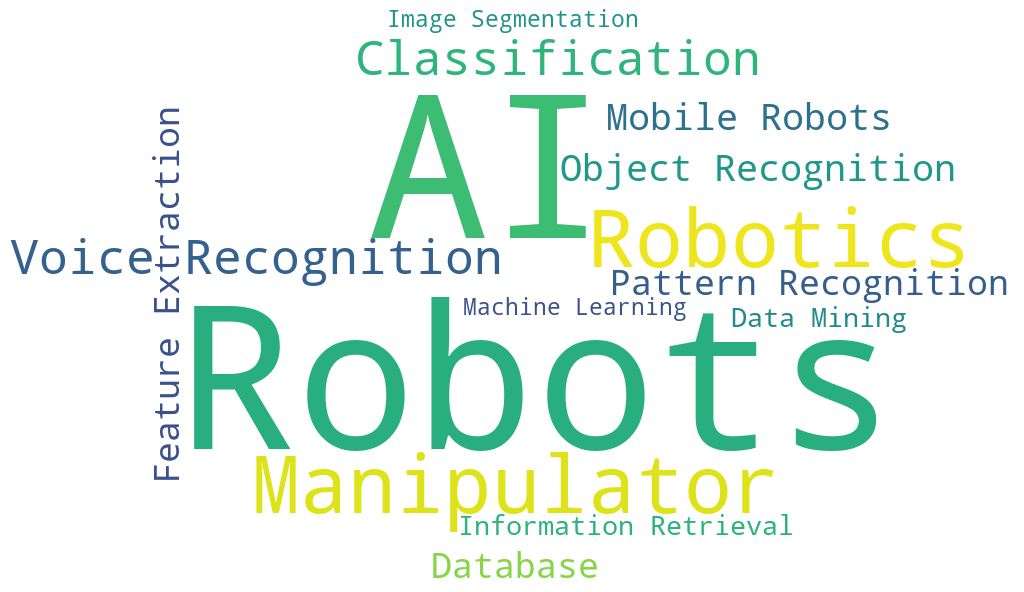 Image Segmentation
Classification
AI
Mobile Robots
Object Recognition
Robotics
Voice Recognition
Feature Extraction
Pattern Recognition
Machine Learning
Data Mining
Robots
Manipulator
Information Retrieval
Database